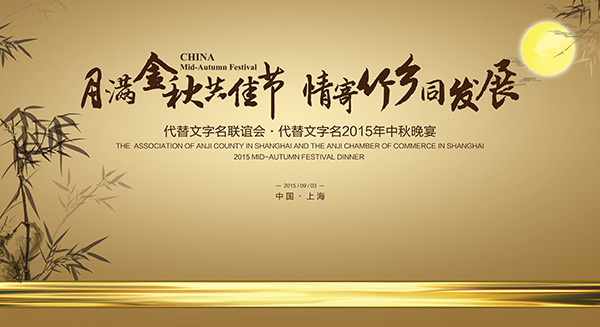 CHINA
Mid-Autumn Festival
月满金秋共佳节 情寄竹乡同发展
代替文字名联谊会·代替文字名2015年中秋晚宴
THE ASSOCIATION OF ANJI COUNTY IN SHANGHAI AND THE ANJI CHAMBER OF COMMERCE IN SHANGHAI
2015 MID-AUTUMN FESTIVAL DINNER
— 2015 / 09 / 03 —
中国·上海